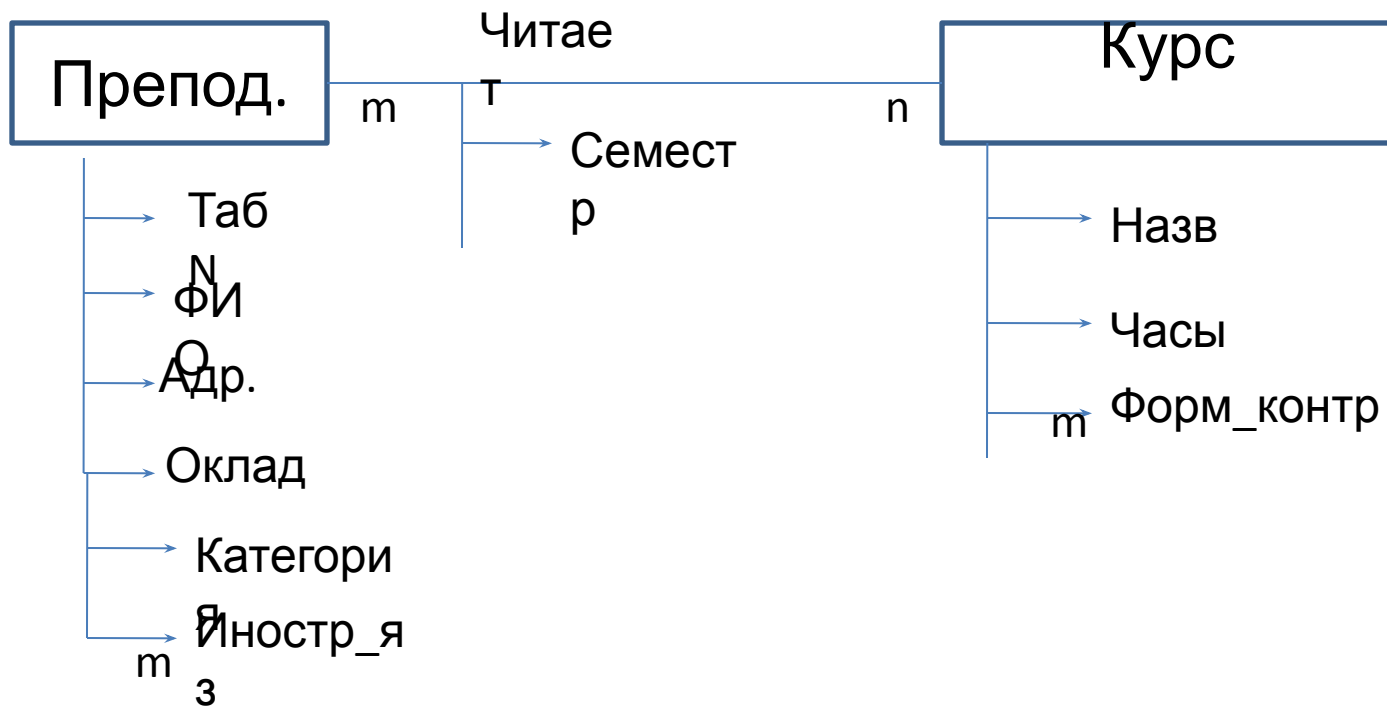 Препод.
m
Читае
т
n
Курс
Семест
р
Таб
N
ФИ
О
Адр.
Оклад
Категори
я
Иностр_я
з
m
Назв
Часы
Форм_контр
m